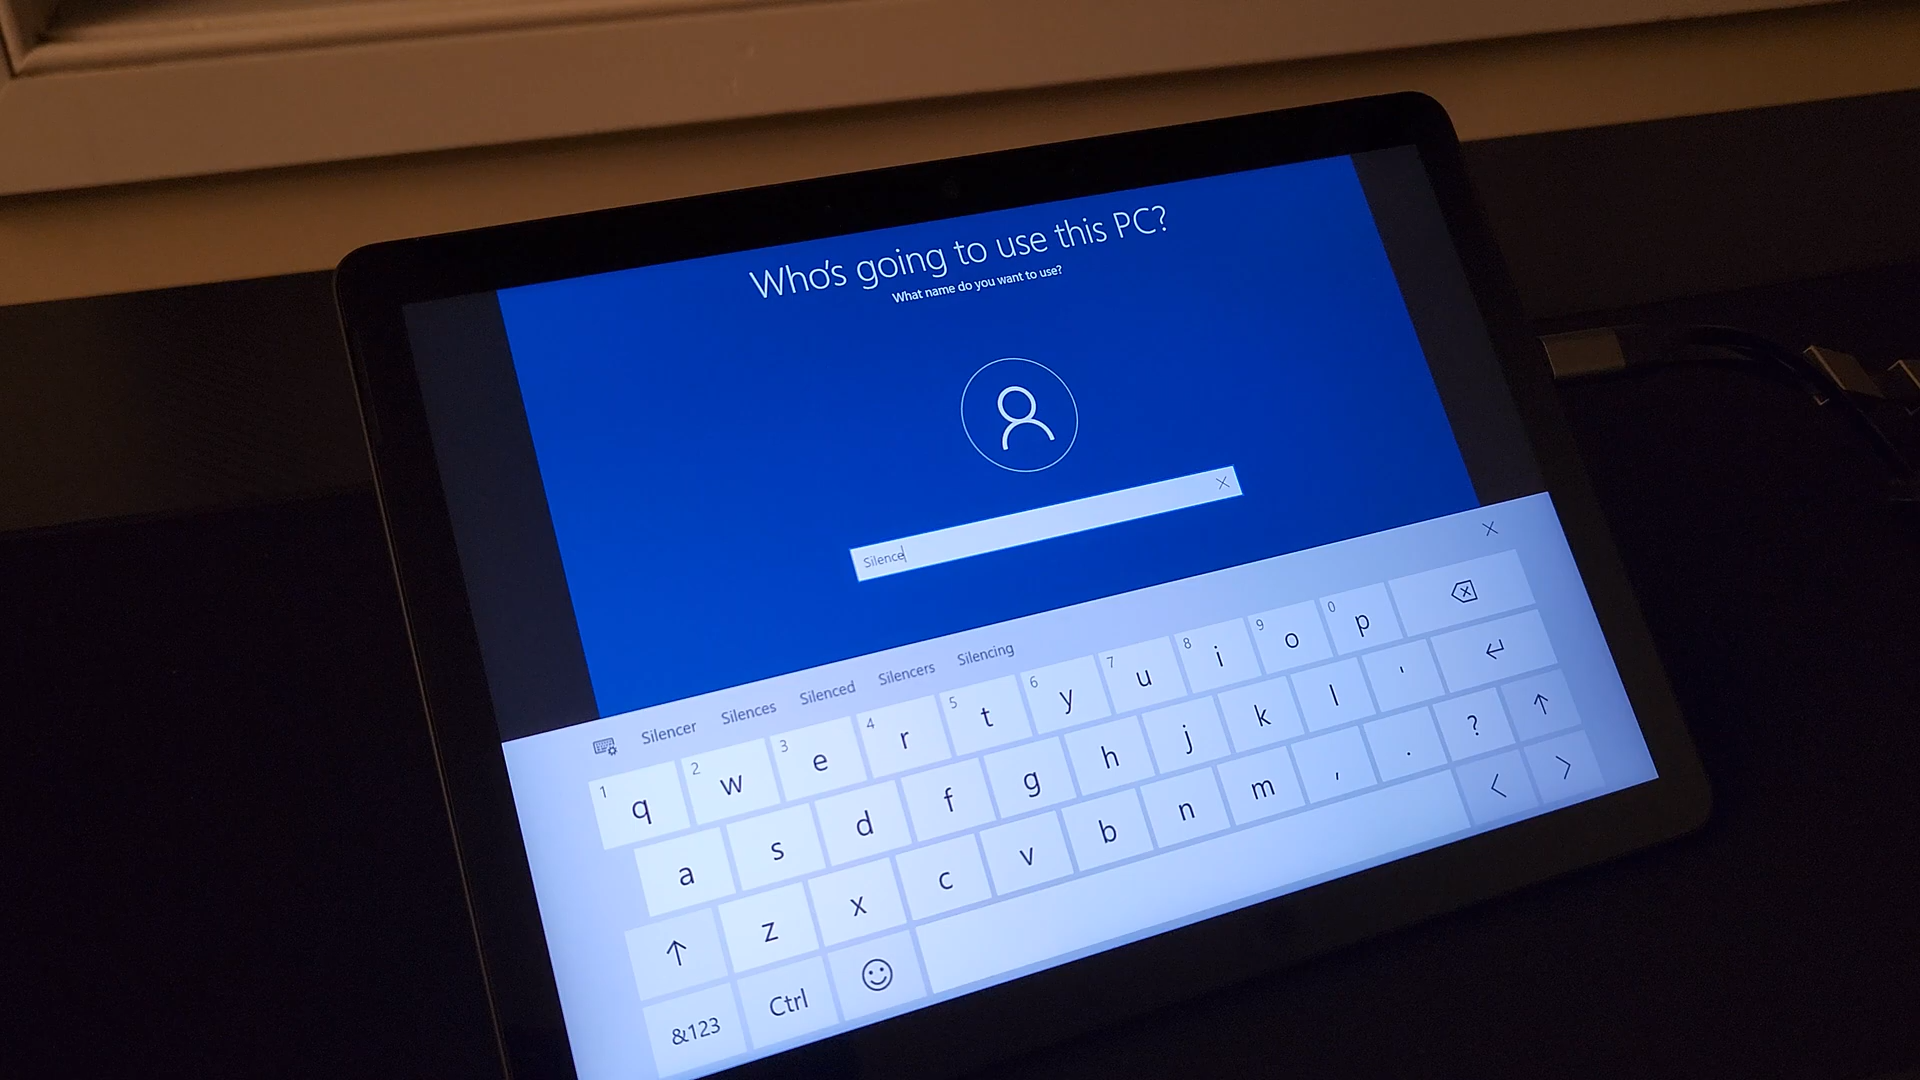 Who's going to use this PC?
What name do you want to use?
Silence
Silencer Silences Silenced Silencers Silencing
1 q 2 w 3 e 4 r 5 t 6 y 7 u 8 i 9 o 0 p
a s d f g h j k l '
z x c v b n m , . ?
&123 Ctrl < >